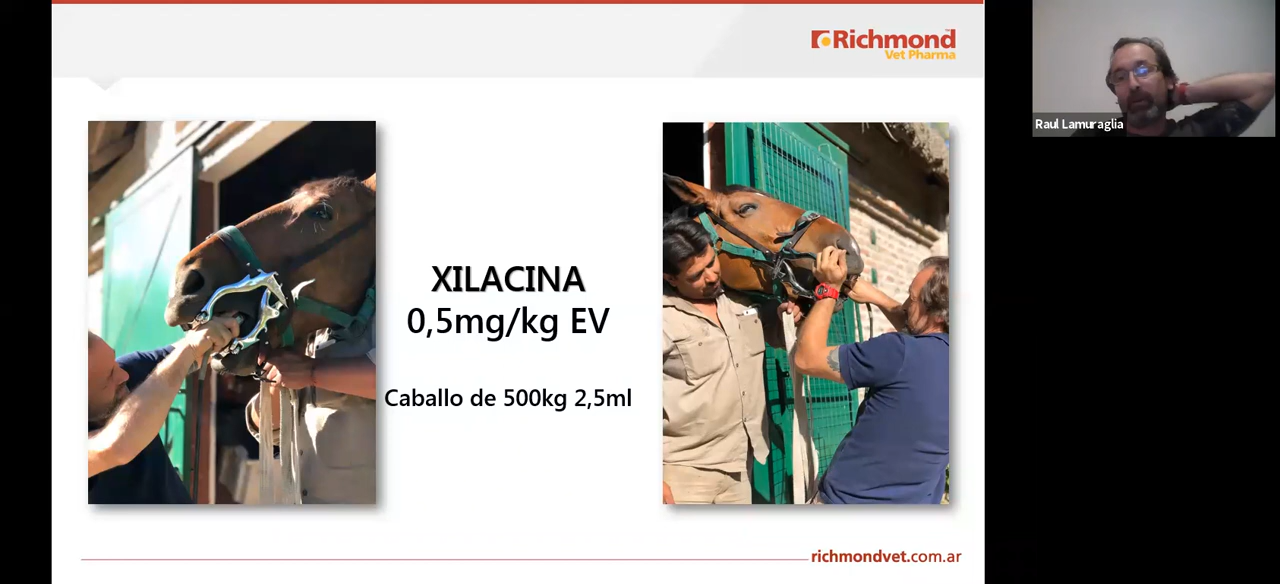 Richmond
Vet Pharma
Raul Lamuraglia
XILACINA
0,5mg/kg EV
Caballo de 500kg 2,5ml
richmondvet.com.ar